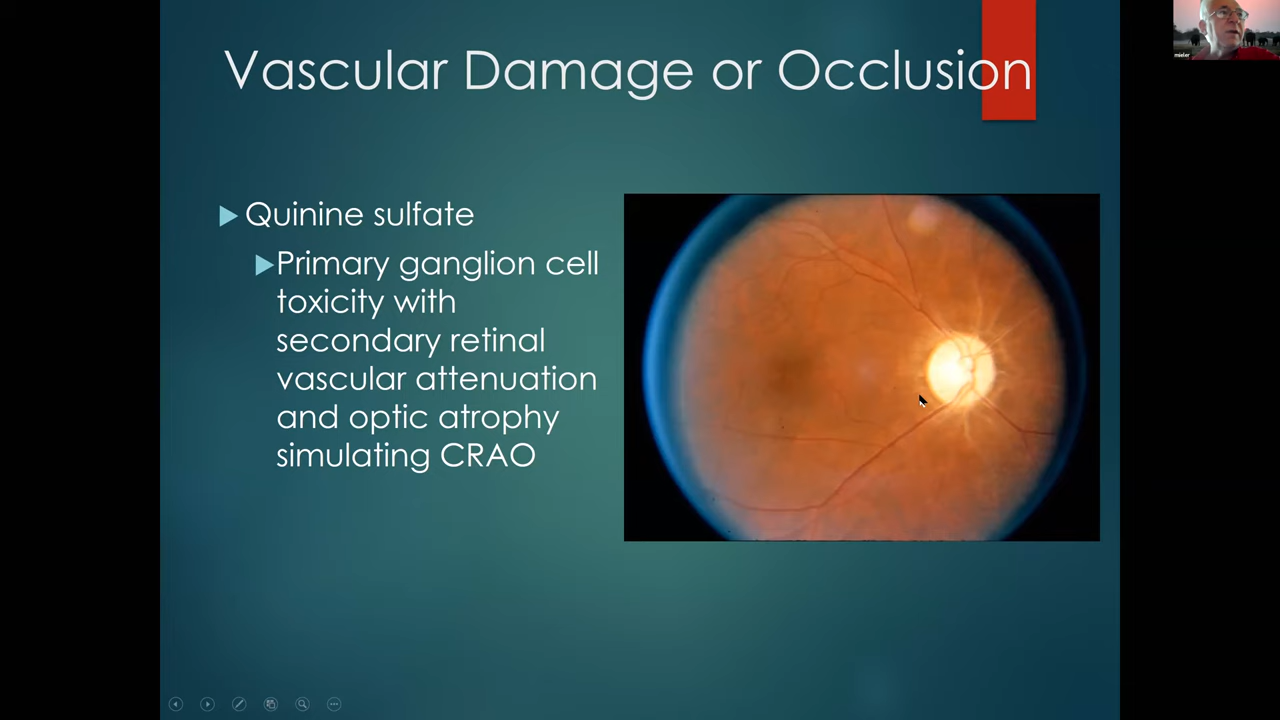 Vascular Damage or Occlusion
mieler
Quinine sulfate
Primary ganglion cell
toxicity with
secondary retinal
vascular attenuation
and optic atrophy
simulating CRAO